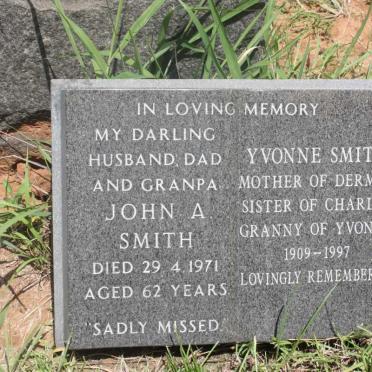 IN LOVING MEMORY
MY DARLING
HUSBAND, DAD
AND GRANPA
JOHN A
SMITH
DIED 29.4.1971
AGED 62 YEARS
"SADLY MISSED."
YVONNE SMIT
MOTHER OF DERM
SISTER OF CHARL
GRANNY OF YVON
1909-1997
LOVINGLY REMEMBER